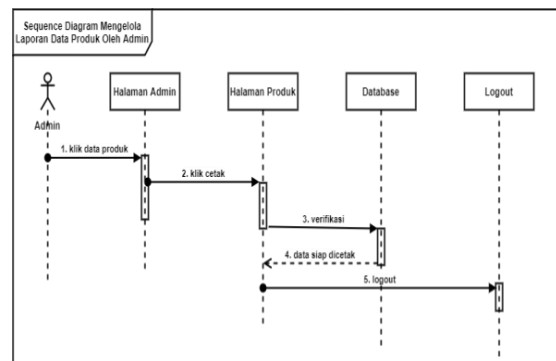 Sequence Diagram Mengelola
Laporan Data Produk Oleh Admin
Halaman Admin
Halaman Produk
Database
Logout
Admin
1. klik data produk
2. klik cetak
3. verifikasi
4. data siap dicetak
5. logout